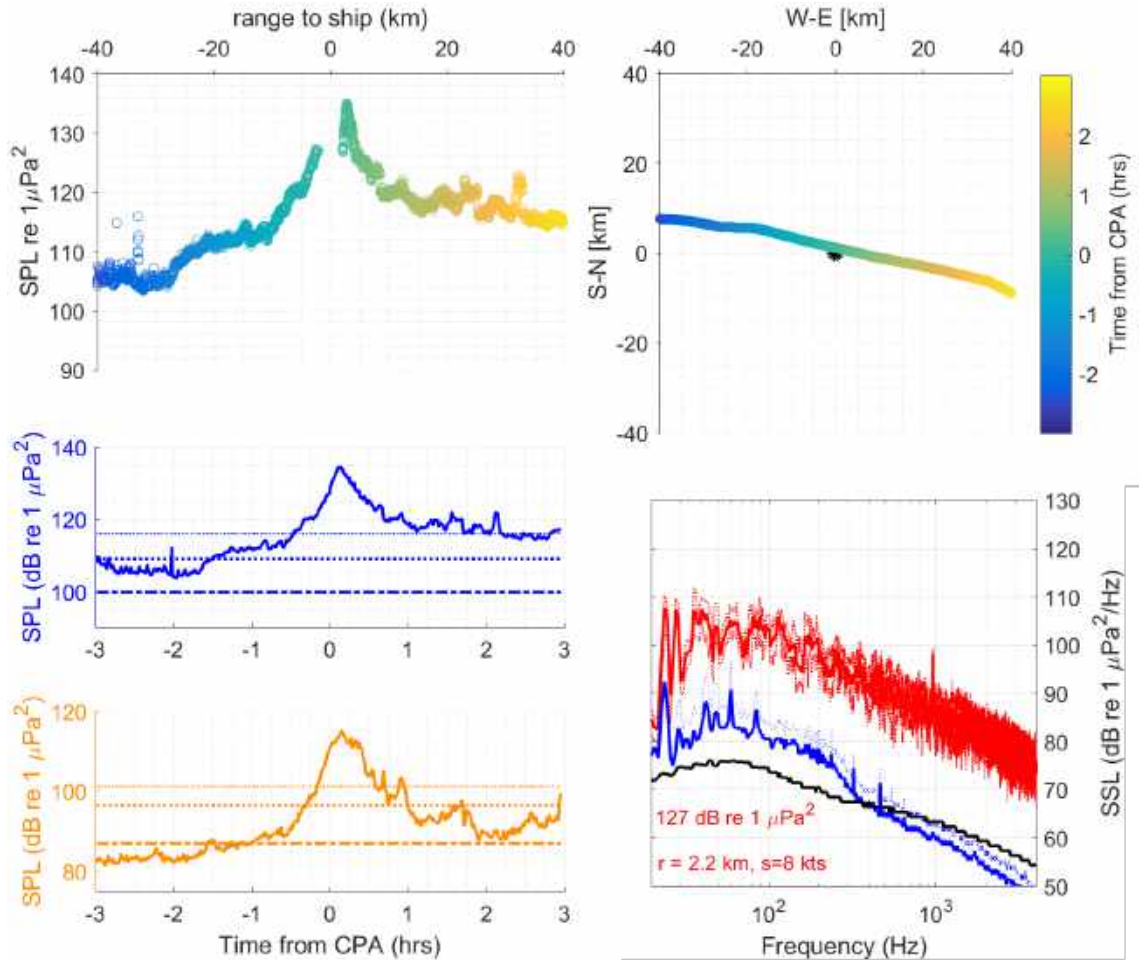 range to ship (km)
-40 -20 0 20 40
140
130
120
110
100
90
SPL re 1μPa²
W-E [km]
-40 -20 0 20 40
40
20
0
-20
-40
S-N [km]
2
1
0
-1
-2
Time from CPA (hrs)
140
120
100
SPL (dB re 1 μPa²)
-3 -2 -1 0 1 2 3
120
100
80
SPL (dB re 1 μPa²)
-3 -2 -1 0 1 2 3
Time from CPA (hrs)
130
120
110
100
90
80
70
60
50
SSL (dB re 1 μPa²/Hz)
127 dB re 1 μPa²
r = 2.2 km, s=8 kts
10² 10³
Frequency (Hz)